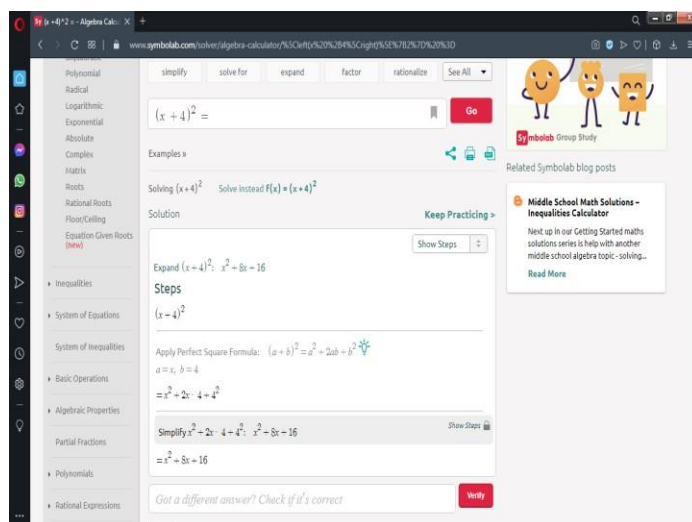 Sy (x +4)^2 = - Algebra Calcu X +
www.symbolab.com/solver/algebra-calculator/%5Cleft(x%20%2B4%5Cright)%5E%7B2%7D%20%3D
Polynomial
Radical
Logarithmic
Exponential
Absolute
Complex
Matrix
Roots
Rational Roots
Floor/Ceiling
Equation Given Roots
(new)
Inequalities
System of Equations
System of Inequalities
Basic Operations
Algebraic Properties
Partial Fractions
Polynomials
Rational Expressions
simplify solve for expand factor rationalize See All
(x + 4)² =
Go
Examples »
Solving (x+4)² Solve instead F(x) = (x+4)²
Solution Keep Practicing >
Show Steps
Expand (x + 4)²: x² + 8x + 16
Steps
(x + 4)²
Apply Perfect Square Formula: (a + b)² = a² + 2ab + b²
a = x, b = 4
= x² + 2x · 4 + 4²
Simplify x² + 2x · 4 + 4²: x² + 8x + 16 Show Steps
= x² + 8x + 16
Got a different answer? Check if it's correct Verify
Symbolab Group Study
Related Symbolab blog posts
Middle School Math Solutions –
Inequalities Calculator
Next up in our Getting Started maths
solutions series is help with another
middle school algebra topic - solving...
Read More